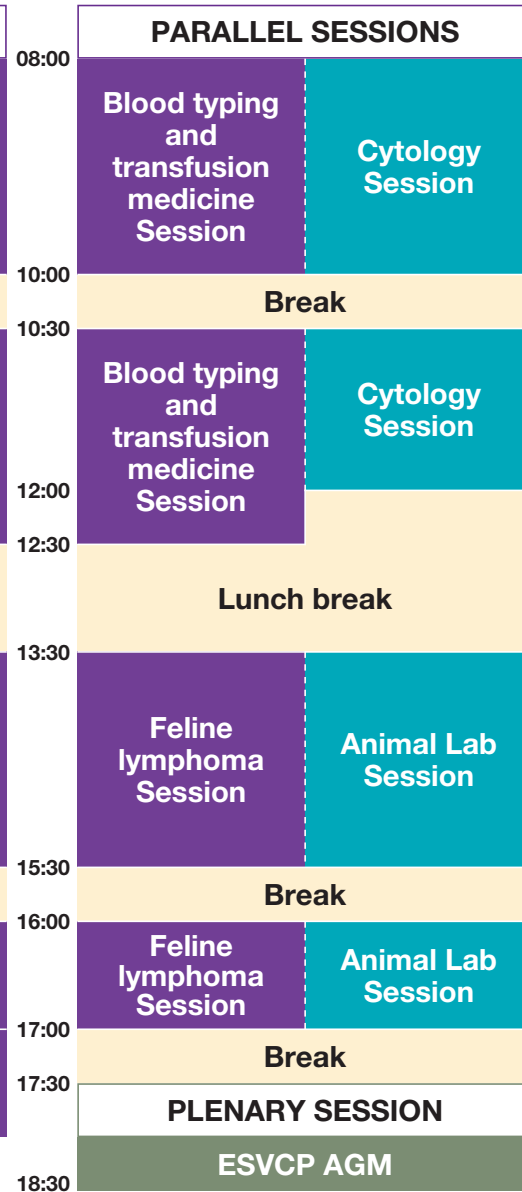 PARALLEL SESSIONS
08:00
Blood typing
and
transfusion
medicine
Session
Cytology
Session
10:00
Break
10:30
Blood typing
and
transfusion
medicine
Session
Cytology
Session
12:00
12:30
Lunch break
13:30
Feline
lymphoma
Session
Animal Lab
Session
15:30
Break
16:00
Feline
lymphoma
Session
Animal Lab
Session
17:00
Break
17:30
PLENARY SESSION
ESVCP AGM
18:30